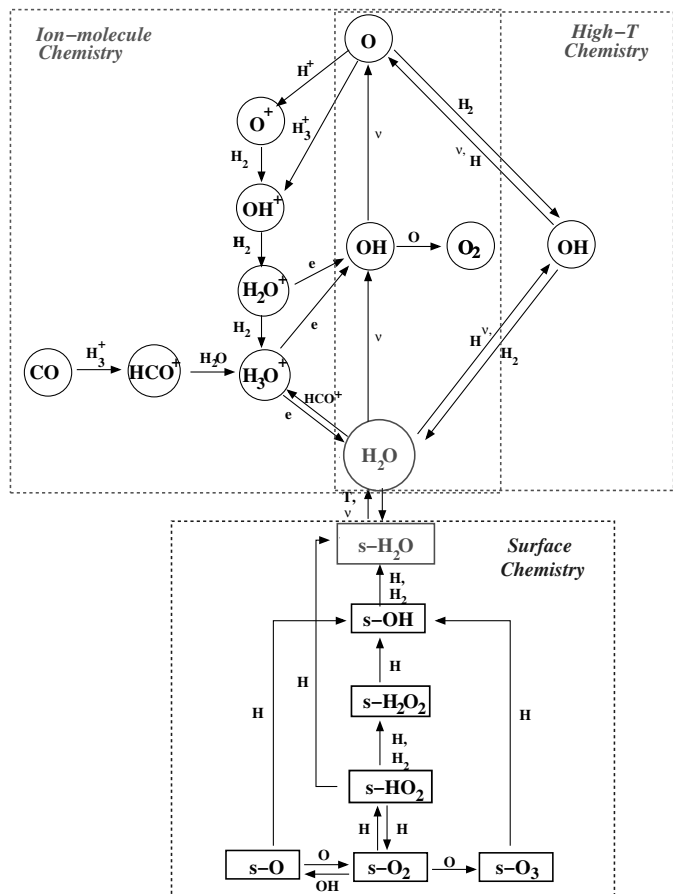 Ion−molecule
Chemistry
High−T
Chemistry
O
H⁺
H₂
O⁺
H₃⁺
ν
ν, H
H₂
OH⁺
H₂
e
OH
O
O₂
OH
H₂O⁺
H₂
e
ν
H ν,
H₂
CO
H₃⁺
HCO⁺
H₂O
H₃O⁺
HCO⁺
e
H₂O
T,
ν
s−H₂O
Surface
Chemistry
H,
H₂
s−OH
H
H
H
H
s−H₂O₂
H,
H₂
s−HO₂
H
H
s−O
O
OH
s−O₂
O
s−O₃